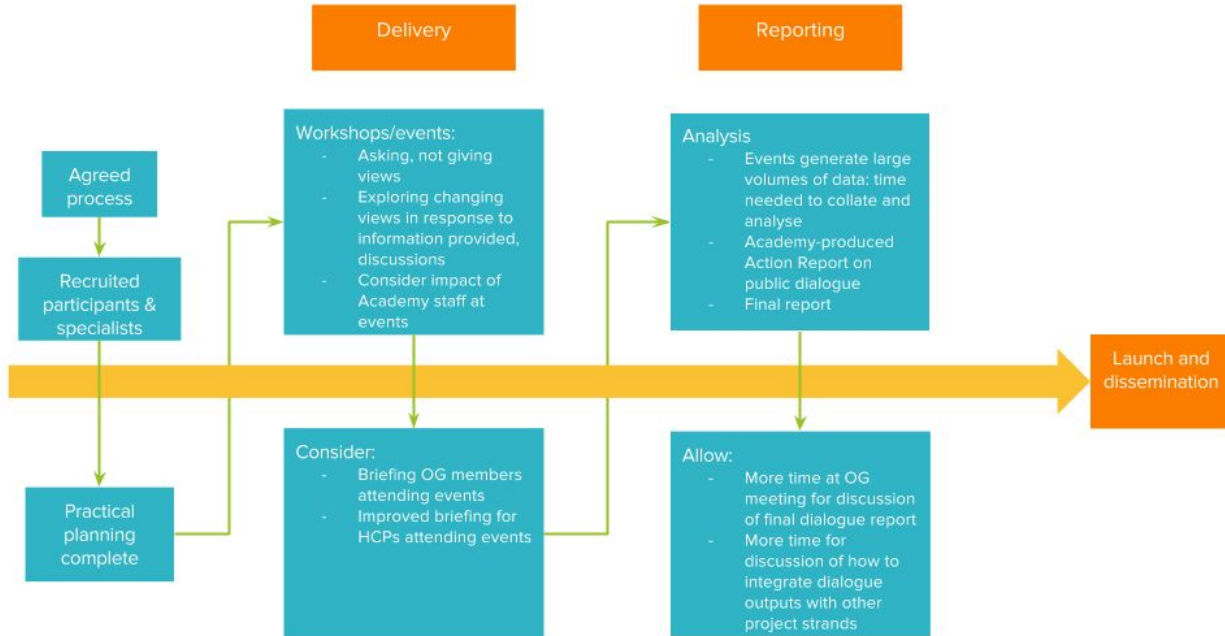 Delivery
Reporting
Agreed
process
Recruited
participants &
specialists
Practical
planning
complete
Workshops/events:
- Asking, not giving
views
- Exploring changing
views in response to
information provided,
discussions
- Consider impact of
Academy staff at
events
Consider:
- Briefing OG members
attending events
- Improved briefing for
HCPs attending events
Analysis
- Events generate large
volumes of data: time
needed to collate and
analyse
- Academy-produced
Action Report on
public dialogue
- Final report
Allow:
- More time at OG
meeting for discussion
of final dialogue report
- More time for
discussion of how to
integrate dialogue
outputs with other
project strands
Launch and
dissemination